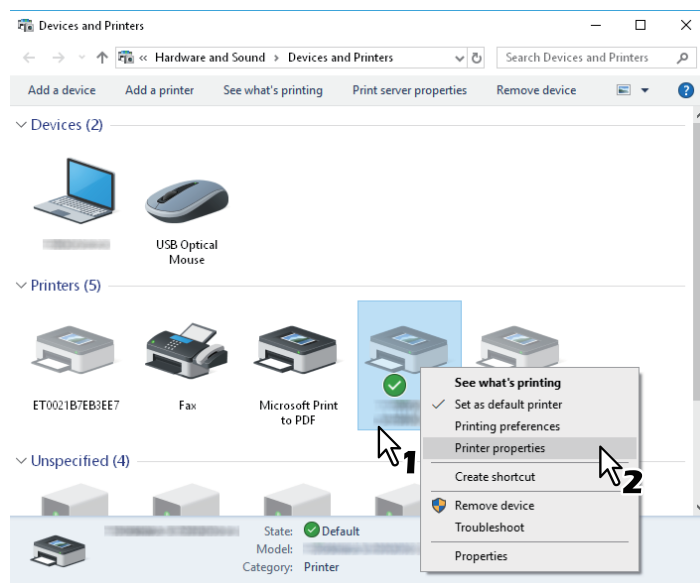 Devices and Printers
« Hardware and Sound > Devices and Printers
Search Devices and Printers
Add a device Add a printer See what's printing Print server properties Remove device ?
Devices (2)
USB Optical
Mouse
Printers (5)
ET0021B7EB3EE7 Fax Microsoft Print
to PDF
See what's printing
Set as default printer
Printing preferences
Printer properties
Create shortcut
Remove device
Troubleshoot
Properties
1
2
Unspecified (4)
State: Default
Model:
Category: Printer